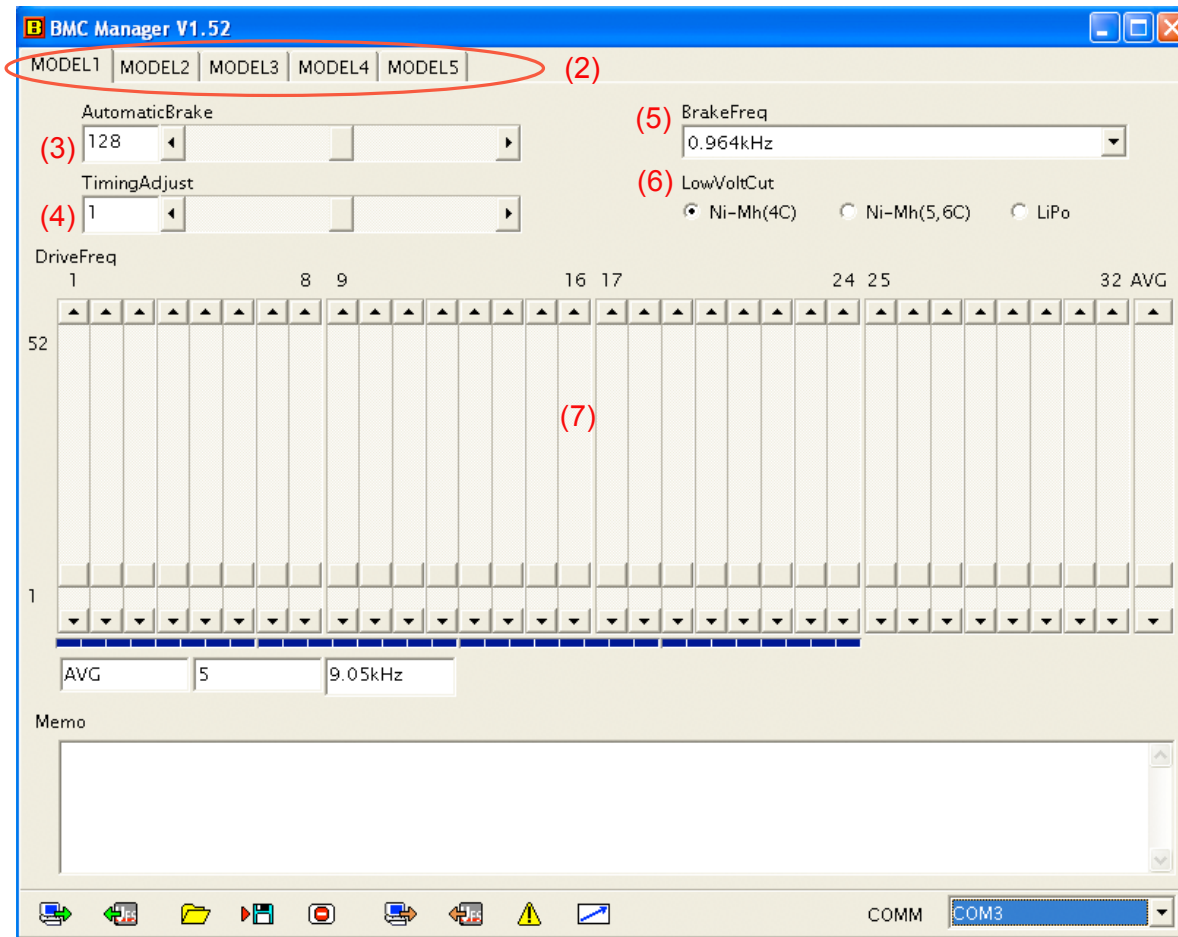 BMC Manager V1.52
MODEL1 MODEL2 MODEL3 MODEL4 MODEL5 (2)
AutomaticBrake
(3) 128
(5) BrakeFreq
0.964kHz
TimingAdjust
(4) 1
(6) LowVoltCut
Ni-Mh(4C) Ni-Mh(5,6C) LiPo
DriveFreq
1 8 9 16 17 24 25 32 AVG
52
(7)
1
AVG 5 9.05kHz
Memo
COMM COM3